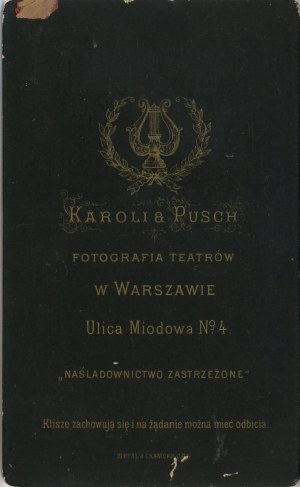 KAROLI & PUSCH
FOTOGRAFIA TEATRÓW
W WARSZAWIE
Ulica Miodowa No 4.
„NAŚLADOWNICTWO ZASTRZEŻONE"
Klisze zachowują się i na żądanie można mieć odbicia.